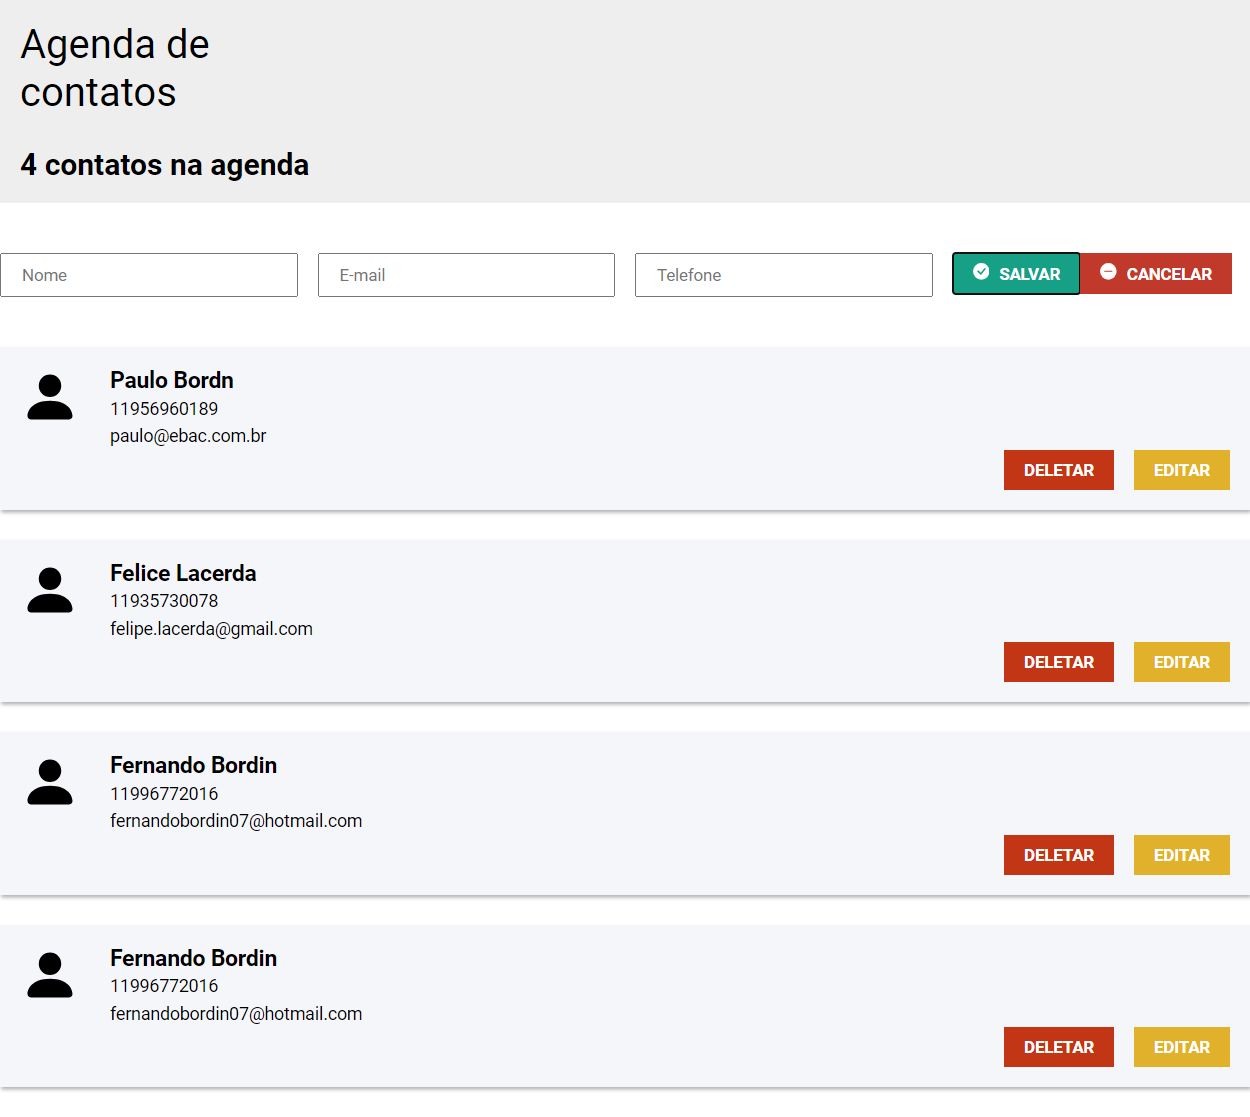 Agenda de
contatos
4 contatos na agenda
Nome
E-mail
Telefone
SALVAR
CANCELAR
Paulo Bordn
11956960189
paulo@ebac.com.br
DELETAR
EDITAR
Felice Lacerda
11935730078
felipe.lacerda@gmail.com
DELETAR
EDITAR
Fernando Bordin
11996772016
fernandobordin07@hotmail.com
DELETAR
EDITAR
Fernando Bordin
11996772016
fernandobordin07@hotmail.com
DELETAR
EDITAR